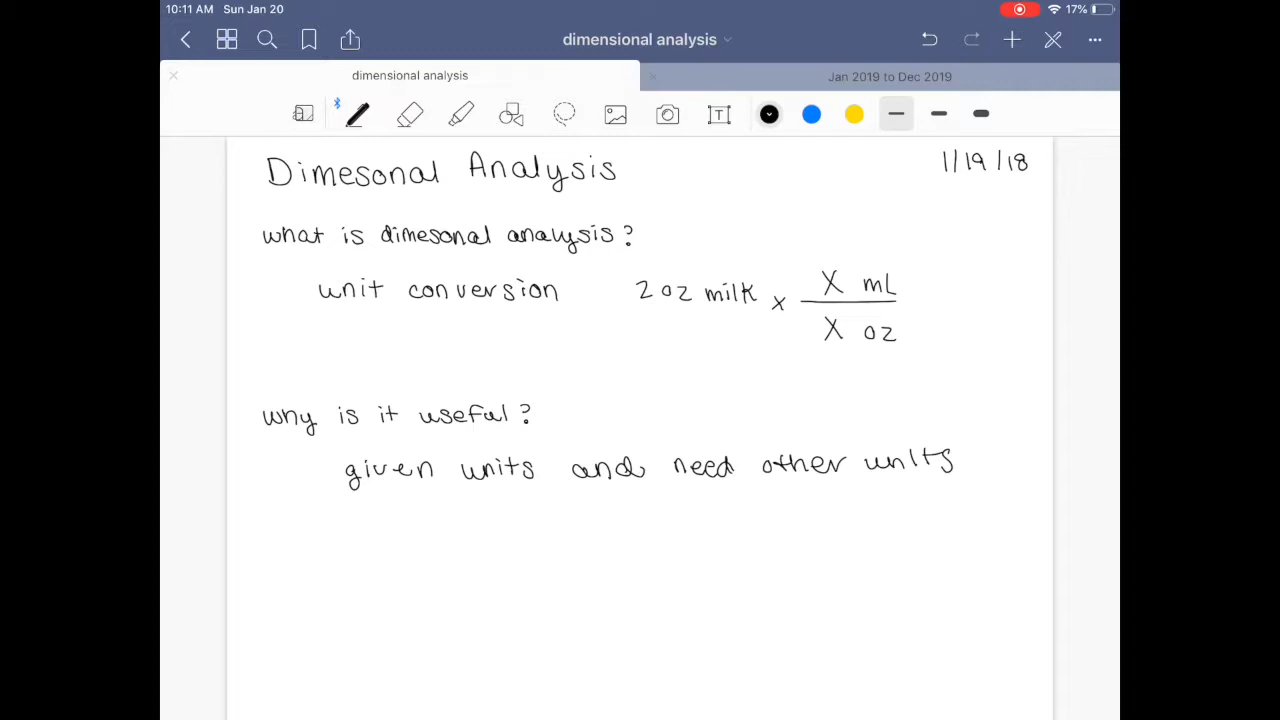 10:11 AM Sun Jan 20 17%
dimensional analysis
dimensional analysis Jan 2019 to Dec 2019
T
Dimesonal Analysis 1/19/18
what is dimesonal analysis?
unit conversion 2 oz milk x X mL
X oz
why is it useful?
given units and need other units